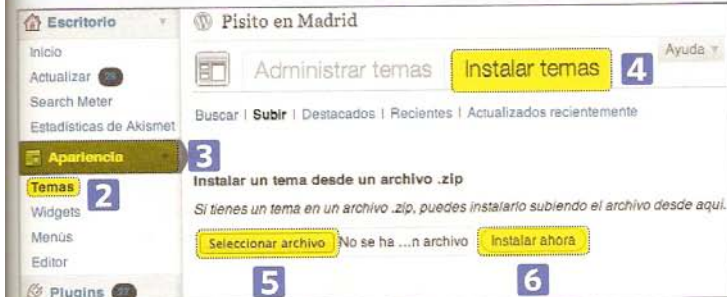 Escritorio
Inicio
Actualizar
Search Meter
Estadísticas de Akismet
Apariencia
3
Temas
2
Widgets
Menús
Editor
Plugins
Pisito en Madrid
Administrar temas
Instalar temas
4
Ayuda
Buscar | Subir | Destacados | Recientes | Actualizados recientemente
Instalar un tema desde un archivo .zip
Si tienes un tema en un archivo .zip, puedes instalarlo subiendo el archivo desde aquí.
Seleccionar archivo No se ha ...n archivo Instalar ahora
5 6